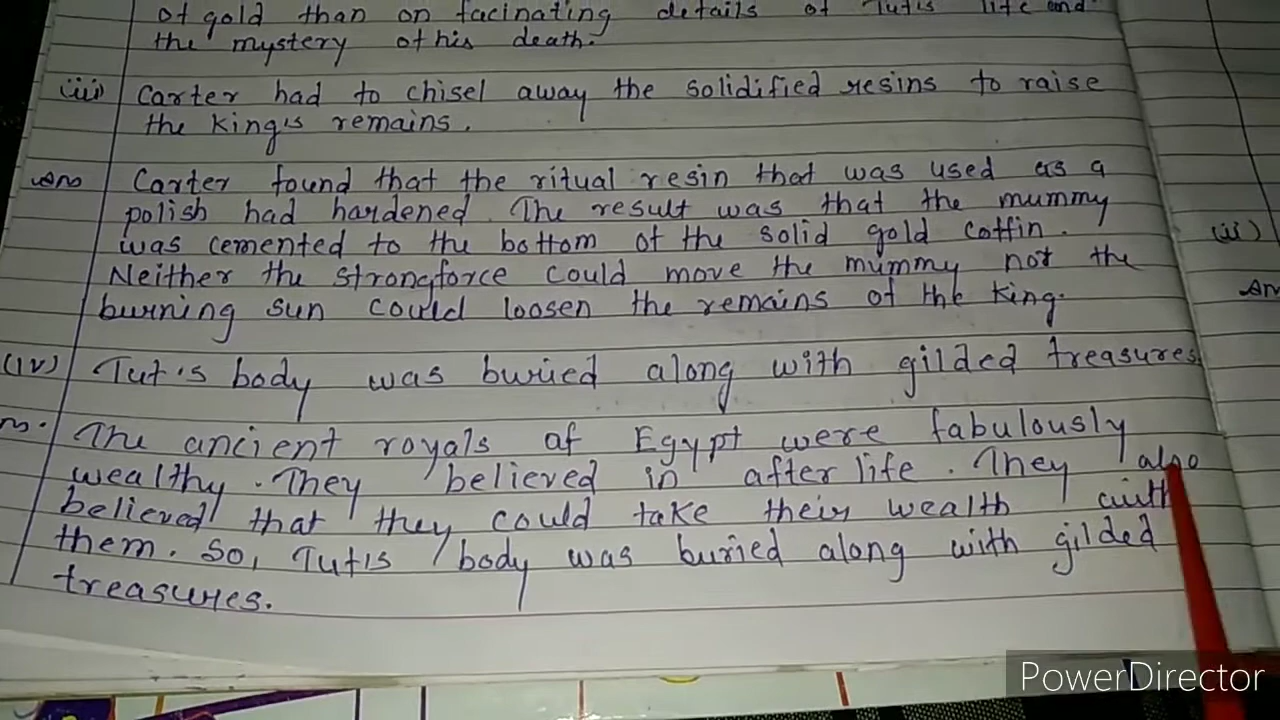 of gold than on facinating details of Tut's life and
the mystery of his death.
(iii) Carter had to chisel away the solidified resins to raise
the king's remains.
Ans Carter found that the ritual resin that was used as a
polish had hardened. The result was that the mummy
was cemented to the bottom of the solid gold coffin.
Neither the strongforce could move the mummy not the
burning sun could loosen the remains of the king.
(iv) Tut's body was buried along with gilded treasures
The ancient royals of Egypt were fabulously
wealthy. They believed in after life. They also
believed that they could take their wealth with
them. So, Tut's body was buried along with gilded
treasures.
(ii)
An
PowerDirector